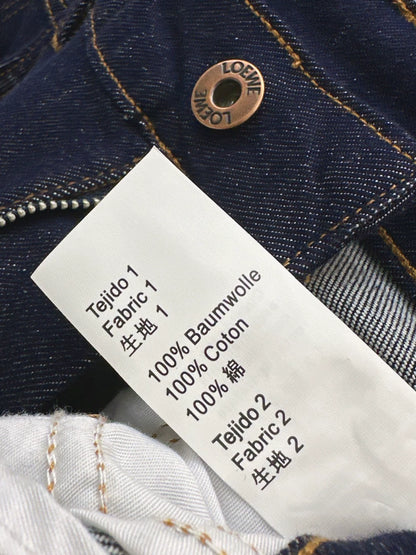 LOEWE
LOEWE
Tejido 1
Fabric 1
生地 1
100% Baumwolle
100% Coton
100% 綿
Tejido 2
Fabric 2
生地 2